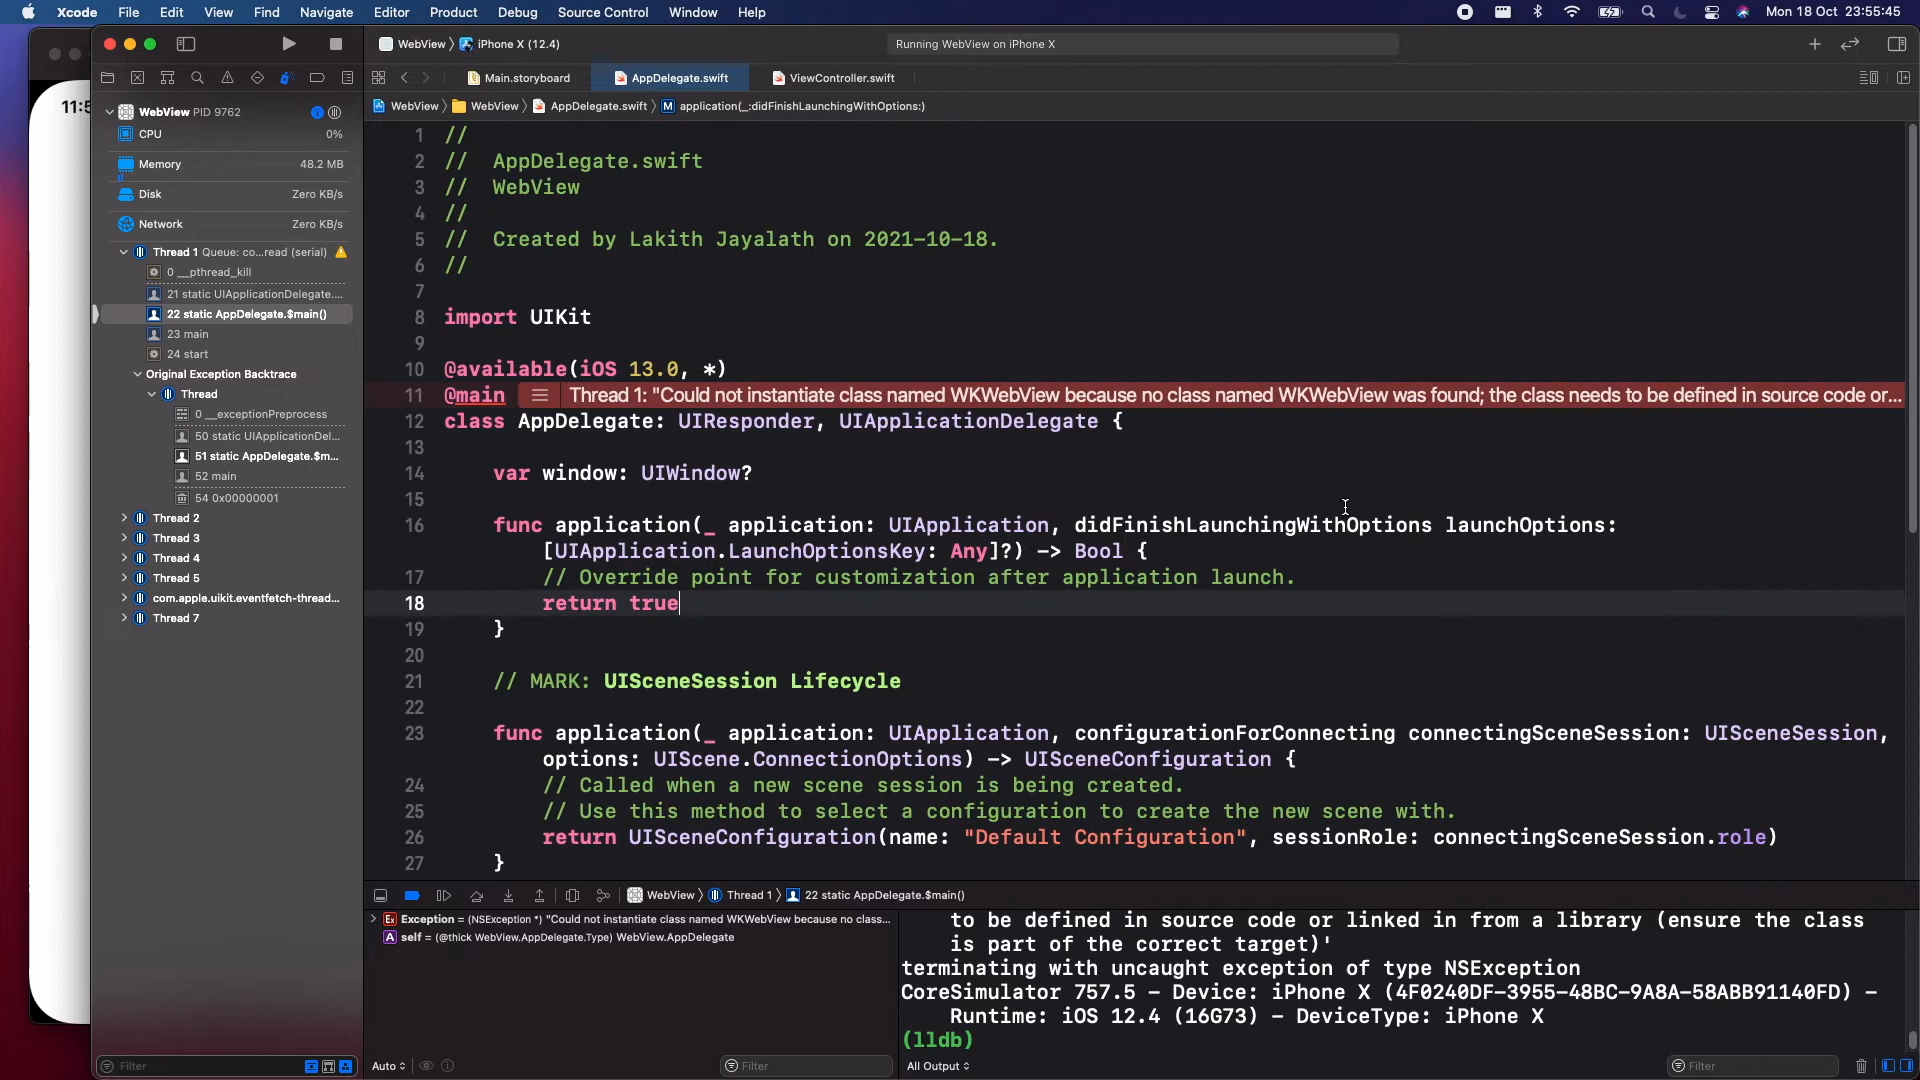 Xcode File Edit View Find Navigate Editor Product Debug Source Control Window Help
Mon 18 Oct 23:55:45
WebView iPhone X (12.4)
Running WebView on iPhone X
Main.storyboard
AppDelegate.swift
ViewController.swift
WebView WebView AppDelegate.swift M application(_:didFinishLaunchingWithOptions:)
11:5
WebView PID 9762
CPU 0%
Memory 48.2 MB
Disk Zero KB/s
Network Zero KB/s
Thread 1 Queue: co...read (serial)
0 __pthread_kill
21 static UIApplicationDelegate....
22 static AppDelegate.$main()
23 main
24 start
Original Exception Backtrace
Thread
0 __exceptionPreprocess
50 static UIApplicationDel...
51 static AppDelegate.$m...
52 main
54 0x00000001
Thread 2
Thread 3
Thread 4
Thread 5
com.apple.uikit.eventfetch-thread...
Thread 7
Filter
1 //
2 // AppDelegate.swift
3 // WebView
4 //
5 // Created by Lakith Jayalath on 2021-10-18.
6 //
7
8 import UIKit
9
10 @available(iOS 13.0, *)
11 @main Thread 1: "Could not instantiate class named WKWebView because no class named WKWebView was found; the class needs to be defined in source code or...
12 class AppDelegate: UIResponder, UIApplicationDelegate {
13
14 var window: UIWindow?
15
16 func application(_ application: UIApplication, didFinishLaunchingWithOptions launchOptions:
[UIApplication.LaunchOptionsKey: Any]?) -> Bool {
17 // Override point for customization after application launch.
18 return true
19 }
20
21 // MARK: UISceneSession Lifecycle
22
23 func application(_ application: UIApplication, configurationForConnecting connectingSceneSession: UISceneSession,
options: UIScene.ConnectionOptions) -> UISceneConfiguration {
24 // Called when a new scene session is being created.
25 // Use this method to select a configuration to create the new scene with.
26 return UISceneConfiguration(name: "Default Configuration", sessionRole: connectingSceneSession.role)
27 }
WebView Thread 1 22 static AppDelegate.$main()
Ex Exception = (NSException *) "Could not instantiate class named WKWebView because no class...
A self = (@thick WebView.AppDelegate.Type) WebView.AppDelegate
Auto
Filter
to be defined in source code or linked in from a library (ensure the class
is part of the correct target)'
terminating with uncaught exception of type NSException
CoreSimulator 757.5 - Device: iPhone X (4F0240DF-3955-48BC-9A8A-58ABB91140FD) -
Runtime: iOS 12.4 (16G73) - DeviceType: iPhone X
(lldb)
All Output
Filter